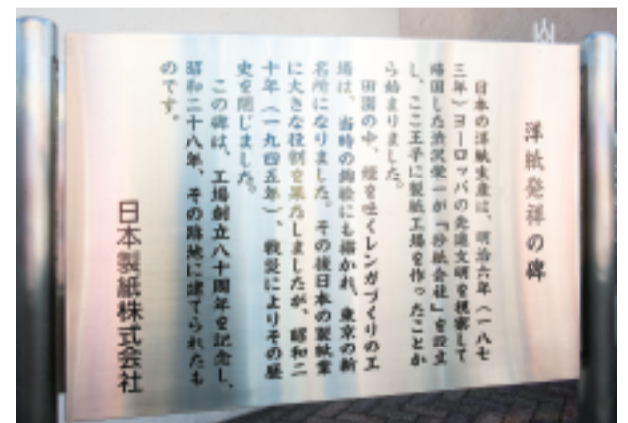 洋紙発祥の碑
日本の洋紙生産は、明治六年(一八七
三年)ヨーロッパの先進文明を視察して
帰国した渋沢栄一が「抄紙会社」を設立
し、ここ王子に製紙工場を作ったことか
ら始まりました。
田園の中、煙を吐くレンガづくりの工
場は、当時の錦絵にも描かれ、東京の新
名所になりました。その後日本の製紙業
に大きな役割を果たしましたが、昭和二
十年(一九四五年)、戦災によりその歴
史を閉じました。
この碑は、工場創立八十周年を記念し、
昭和二十八年、その跡地に建てられたも
のです。
日本製紙株式会社